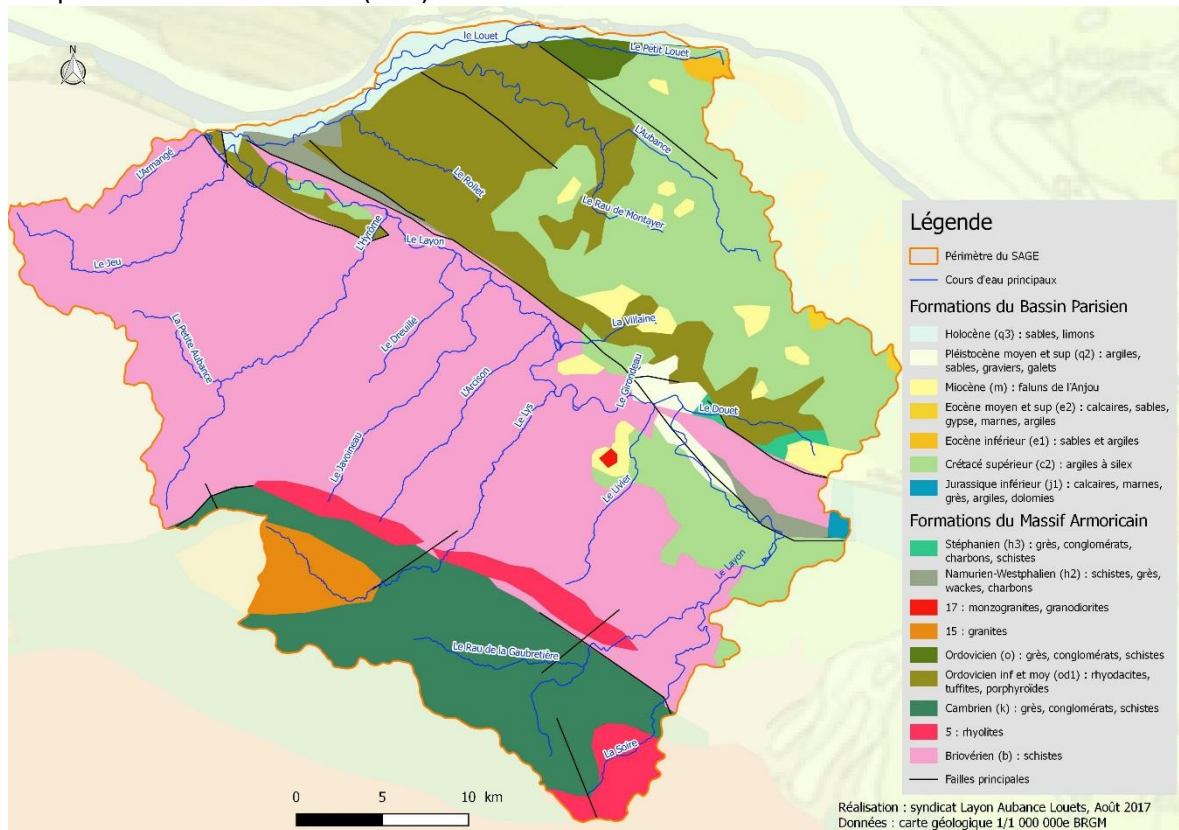 N
le Louet
Le Petit Louet
L'Aubance
L'Armangé
Le Rollet
Le Rau de Montayer
L'Hyrôme
Le Layon
Le Jeu
La Petite Aubance
Le Dreuillé
La Villaine
L'Arcison
Le Lys
Le Girondeau
Le Douet
Le Javoineau
Le Livier
Le Layon
Le Rau de la Gaubretière
La Soire
0 5 10 km
Légende
Périmètre du SAGE
Cours d'eau principaux
Formations du Bassin Parisien
Holocène (q3) : sables, limons
Pléistocène moyen et sup (q2) : argiles,
sables, graviers, galets
Miocène (m) : faluns de l'Anjou
Eocène moyen et sup (e2) : calcaires, sables,
gypse, marnes, argiles
Eocène inférieur (e1) : sables et argiles
Crétacé supérieur (c2) : argiles à silex
Jurassique inférieur (j1) : calcaires, marnes,
grès, argiles, dolomies
Formations du Massif Armoricain
Stéphanien (h3) : grès, conglomérats,
charbons, schistes
Namurien-Westphalien (h2) : schistes, grès,
wackes, charbons
17 : monzogranites, granodiorites
15 : granites
Ordovicien (o) : grès, conglomérats, schistes
Ordovicien inf et moy (od1) : rhyodacites,
tuffites, porphyroïdes
Cambrien (k) : grès, conglomérats, schistes
5 : rhyolites
Briovérien (b) : schistes
Failles principales
Réalisation : syndicat Layon Aubance Louets, Août 2017
Données : carte géologique 1/1 000 000e BRGM